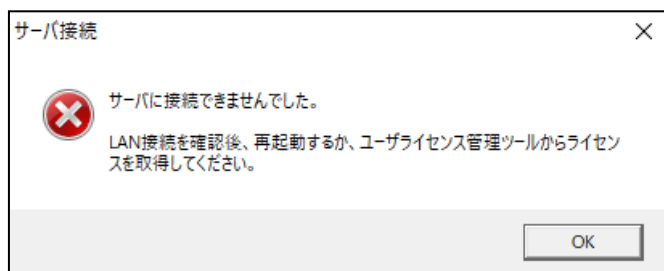 サーバ接続
サーバに接続できませんでした。
LAN接続を確認後、再起動するか、ユーザライセンス管理ツールからライセン
スを取得してください。
OK